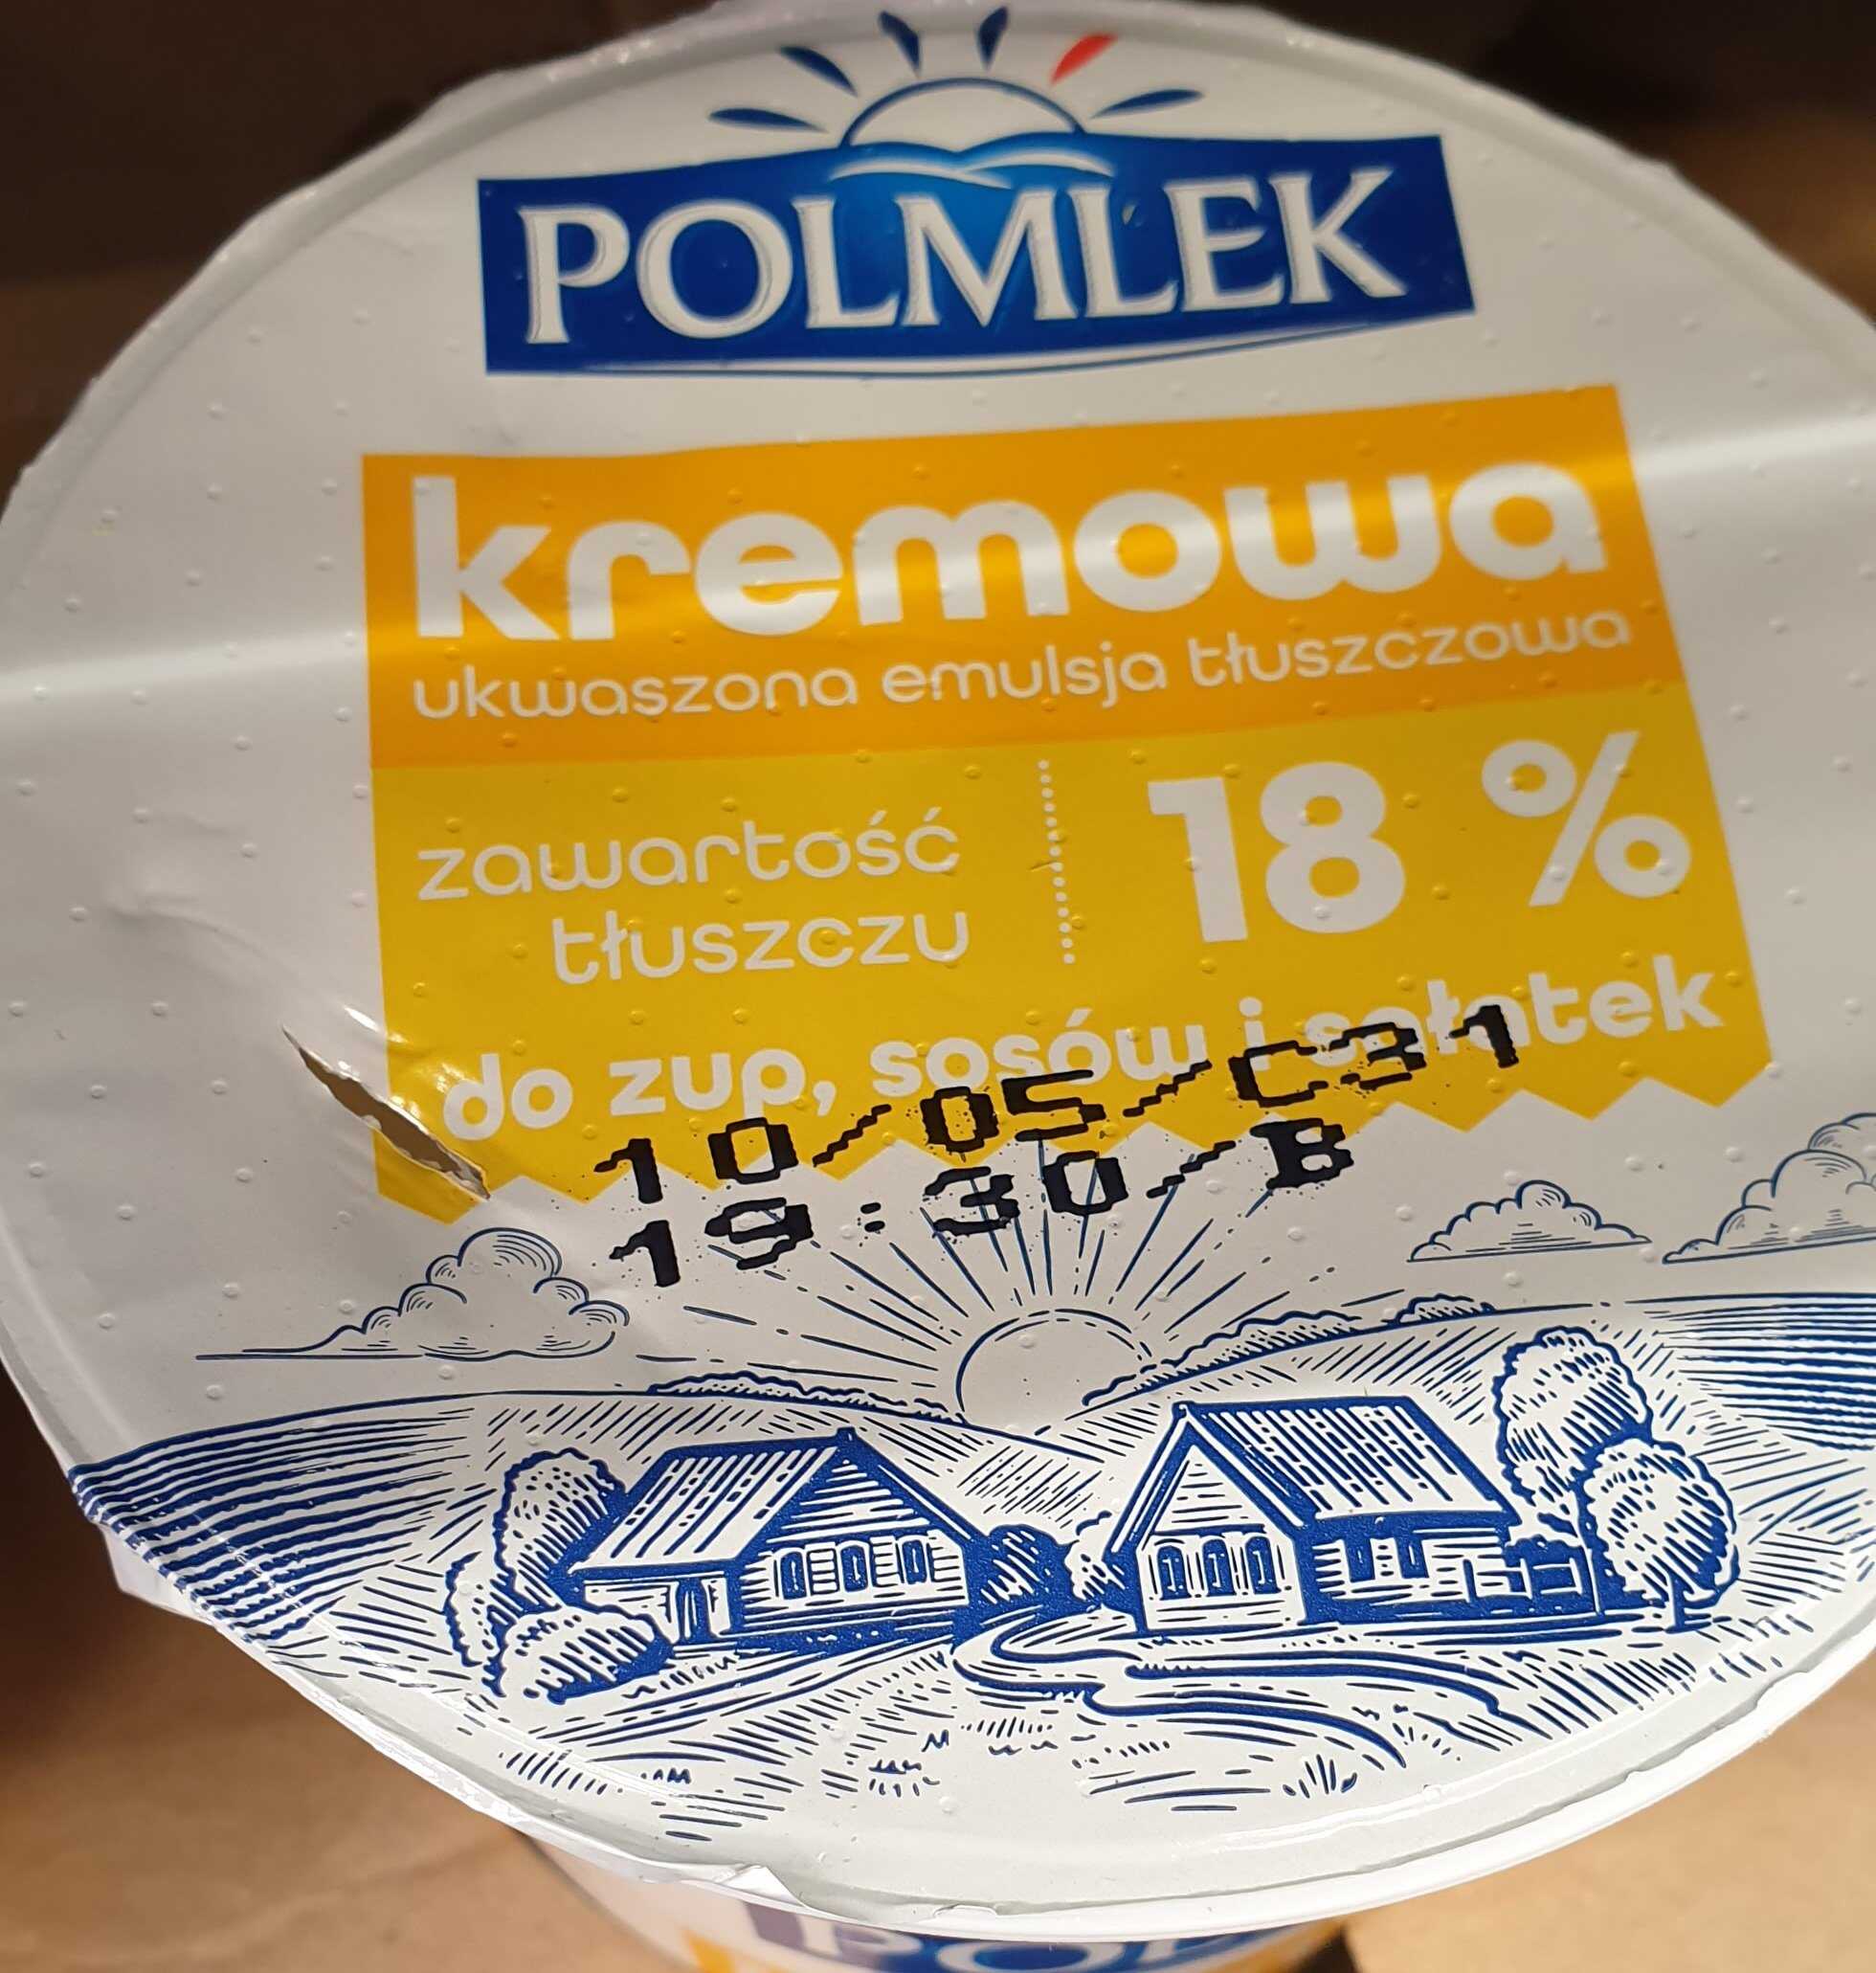 POLMLEK
kremowa
ukwaszona emulsja tłuszczowa
zawartość
tłuszczu
18 %
do zup, sosów i sałatek
10/05/C31
19:30/B